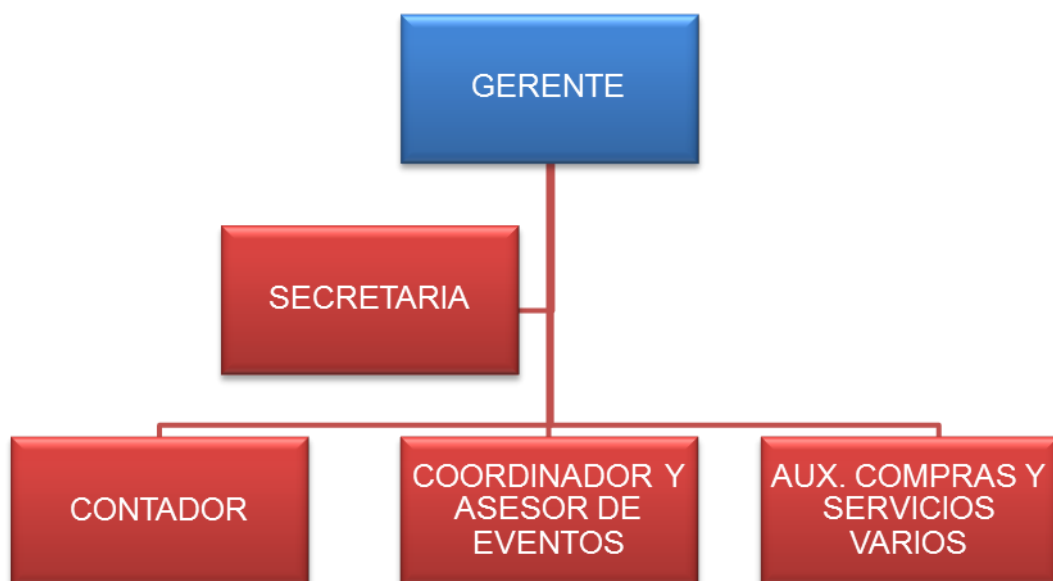 GERENTE
SECRETARIA
CONTADOR
COORDINADOR Y
ASESOR DE
EVENTOS
AUX. COMPRAS Y
SERVICIOS
VARIOS